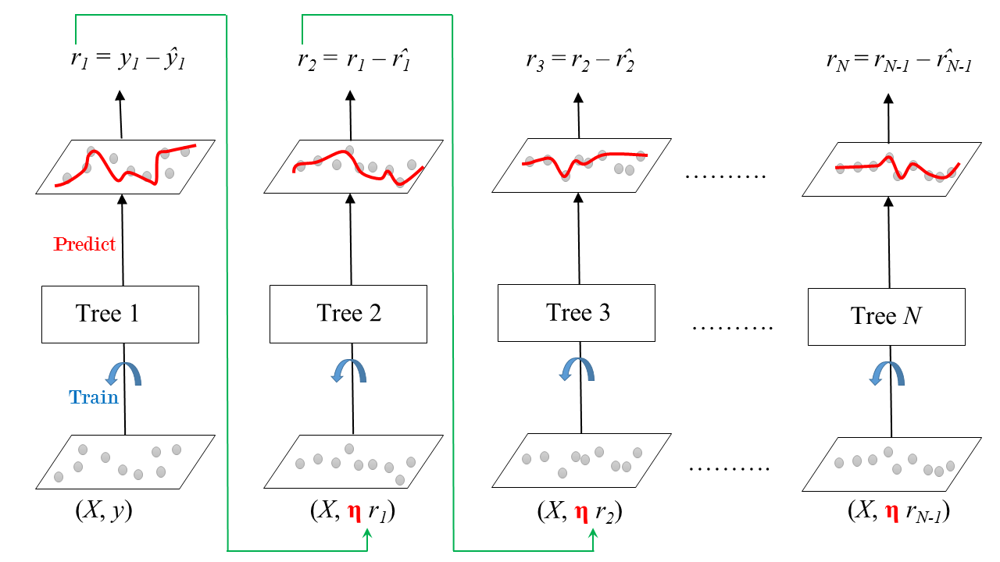 r1 = y1 – ŷ1
r2 = r1 – r̂1
r3 = r2 – r̂2
rN = rN-1 – r̂N-1
……….
Predict
Tree 1
Tree 2
Tree 3
……….
Tree N
Train
……….
(X, y)
(X, η r1)
(X, η r2)
(X, η rN-1)